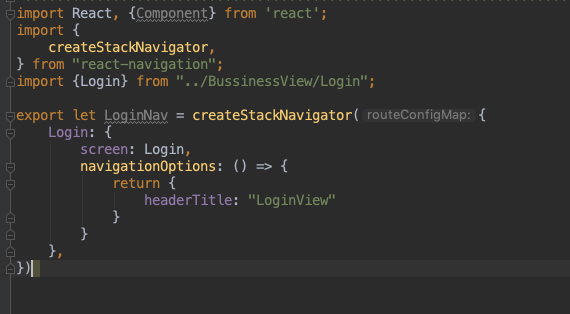 import React, {Component} from 'react';
import {
    createStackNavigator,
} from "react-navigation";
import {Login} from "../BussinessView/Login";

export let LoginNav = createStackNavigator( routeConfigMap: {
    Login: {
        screen: Login,
        navigationOptions: () => {
            return {
                headerTitle: "LoginView"
            }
        }
    },
})